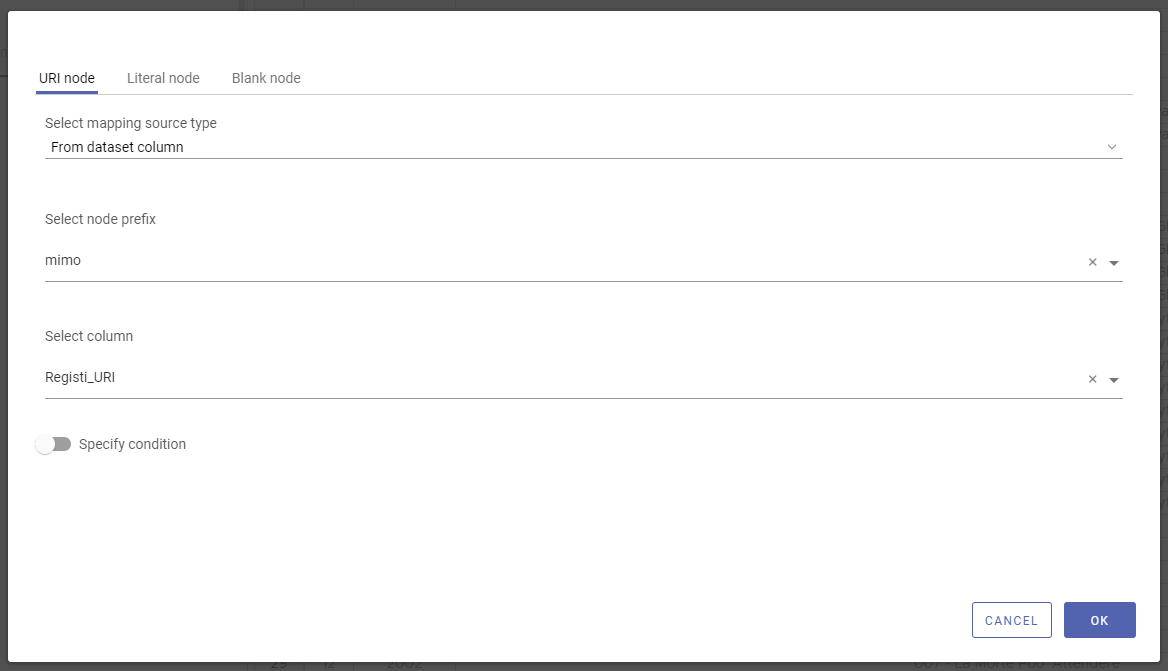 URI node Literal node Blank node
Select mapping source type
From dataset column
Select node prefix
mimo
Select column
Registi_URI
Specify condition
CANCEL OK